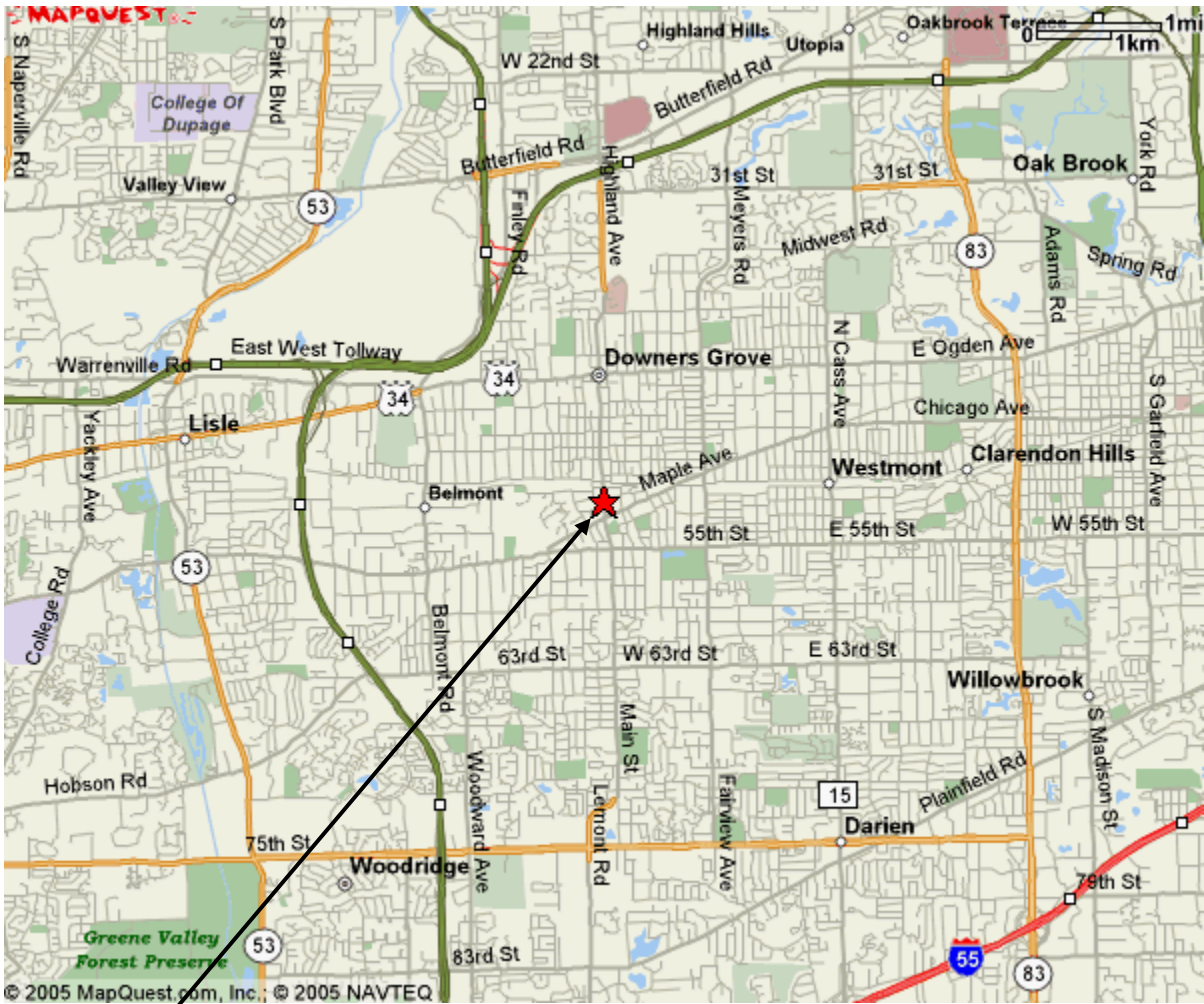 MAPQUEST
S Naperville Rd
S Park Blvd
Highland Hills
Utopia
Oakbrook Terrace
0
1mi
1km
W 22nd St
Butterfield Rd
College Of
Dupage
Butterfield Rd
Valley View
53
Finley Rd
Highland Ave
31st St
Meyers Rd
31st St
Oak Brook
York Rd
Midwest Rd
83
Adams Rd
Spring Rd
East West Tollway
Warrenville Rd
34
34
Downers Grove
N Cass Ave
E Ogden Ave
Chicago Ave
S Garfield Ave
Lisle
Yackley Ave
Belmont
Maple Ave
Westmont
Clarendon Hills
55th St
E 55th St
W 55th St
53
College Rd
Belmont Rd
63rd St
W 63rd St
E 63rd St
Willowbrook
Main St
S Madison St
Hobson Rd
Woodward Ave
Lemont Rd
Fairview Ave
15
Plainfield Rd
Darien
75th St
Woodridge
79th St
Greene Valley
Forest Preserve
53
83rd St
55
83
© 2005 MapQuest.com, Inc.; © 2005 NAVTEQ